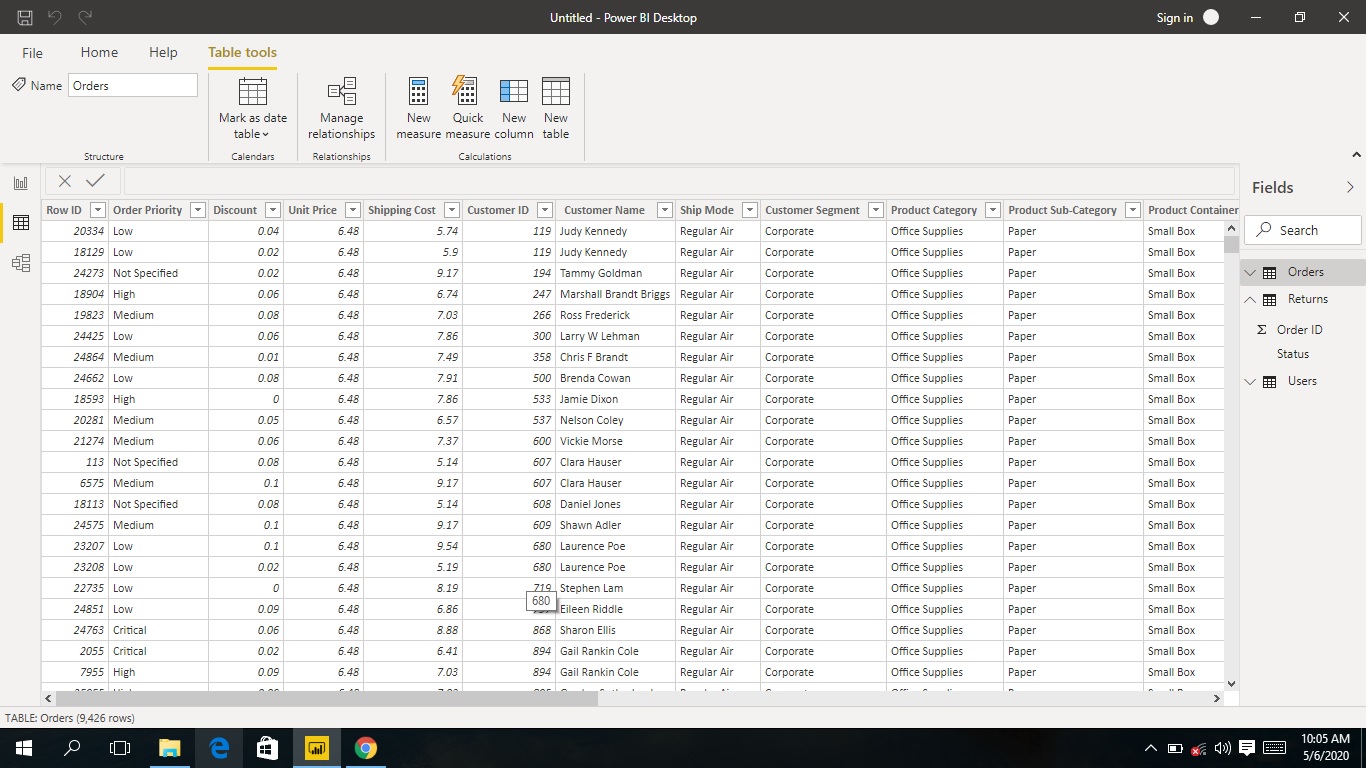 Untitled - Power BI Desktop
Sign in
File Home Help Table tools
Name Orders
Mark as date table
Manage relationships
New measure
Quick measure
New column
New table
Structure Calendars Relationships Calculations
Row ID Order Priority Discount Unit Price Shipping Cost Customer ID Customer Name Ship Mode Customer Segment Product Category Product Sub-Category Product Container
20334 Low 0.04 6.48 5.74 119 Judy Kennedy Regular Air Corporate Office Supplies Paper Small Box
18129 Low 0.02 6.48 5.9 119 Judy Kennedy Regular Air Corporate Office Supplies Paper Small Box
24273 Not Specified 0.02 6.48 9.17 194 Tammy Goldman Regular Air Corporate Office Supplies Paper Small Box
18904 High 0.06 6.48 6.74 247 Marshall Brandt Briggs Regular Air Corporate Office Supplies Paper Small Box
19823 Medium 0.08 6.48 7.03 266 Ross Frederick Regular Air Corporate Office Supplies Paper Small Box
24425 Low 0.06 6.48 7.86 300 Larry W Lehman Regular Air Corporate Office Supplies Paper Small Box
24864 Medium 0.01 6.48 7.49 358 Chris F Brandt Regular Air Corporate Office Supplies Paper Small Box
24662 Low 0.08 6.48 7.91 500 Brenda Cowan Regular Air Corporate Office Supplies Paper Small Box
18593 High 0 6.48 7.86 533 Jamie Dixon Regular Air Corporate Office Supplies Paper Small Box
20281 Medium 0.05 6.48 6.57 537 Nelson Coley Regular Air Corporate Office Supplies Paper Small Box
21274 Medium 0.06 6.48 7.37 600 Vickie Morse Regular Air Corporate Office Supplies Paper Small Box
113 Not Specified 0.08 6.48 5.14 607 Clara Hauser Regular Air Corporate Office Supplies Paper Small Box
6575 Medium 0.1 6.48 9.17 607 Clara Hauser Regular Air Corporate Office Supplies Paper Small Box
18113 Not Specified 0.08 6.48 5.14 608 Daniel Jones Regular Air Corporate Office Supplies Paper Small Box
24575 Medium 0.1 6.48 9.17 609 Shawn Adler Regular Air Corporate Office Supplies Paper Small Box
23207 Low 0.1 6.48 9.54 680 Laurence Poe Regular Air Corporate Office Supplies Paper Small Box
23208 Low 0.02 6.48 5.19 680 Laurence Poe Regular Air Corporate Office Supplies Paper Small Box
22735 Low 0 6.48 8.19 719 Stephen Lam Regular Air Corporate Office Supplies Paper Small Box
680
24851 Low 0.09 6.48 6.86 Eileen Riddle Regular Air Corporate Office Supplies Paper Small Box
24763 Critical 0.06 6.48 8.88 868 Sharon Ellis Regular Air Corporate Office Supplies Paper Small Box
2055 Critical 0.02 6.48 6.41 894 Gail Rankin Cole Regular Air Corporate Office Supplies Paper Small Box
7955 High 0.09 6.48 7.03 894 Gail Rankin Cole Regular Air Corporate Office Supplies Paper Small Box
Fields
Search
Orders
Returns
Σ Order ID
Status
Users
TABLE: Orders (9,426 rows)
10:05 AM
5/6/2020